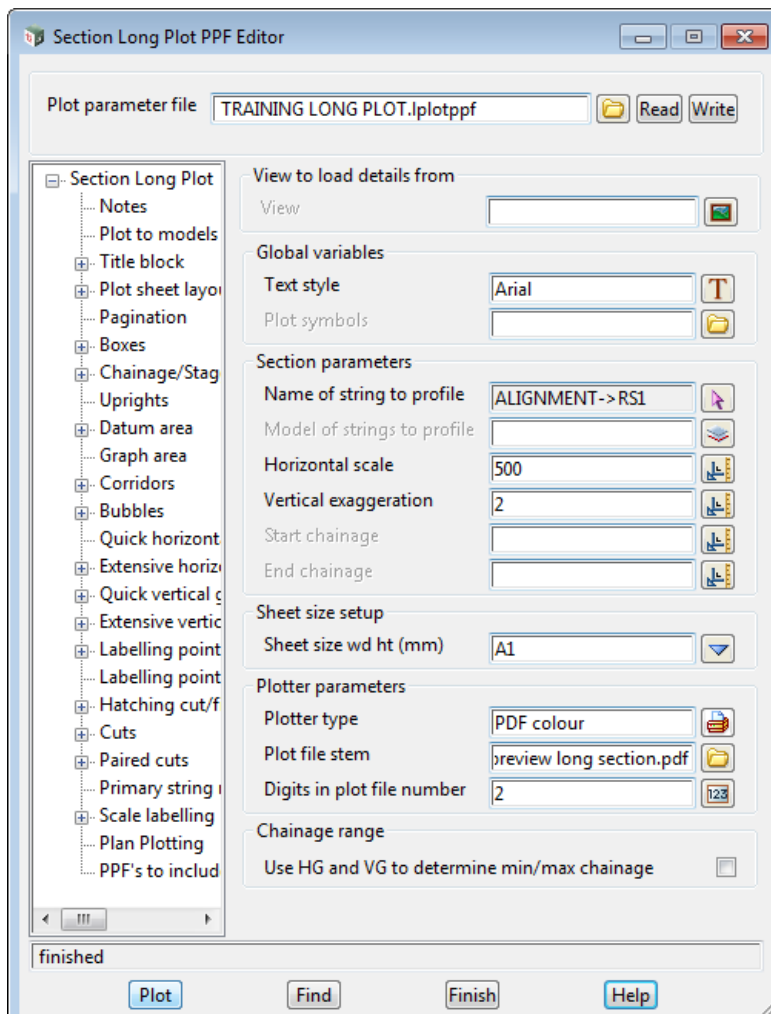 Section Long Plot PPF Editor
Plot parameter file TRAINING LONG PLOT.lplotppf Read Write
Section Long Plot
Notes
Plot to models
Title block
Plot sheet layou
Pagination
Boxes
Chainage/Stag
Uprights
Datum area
Graph area
Corridors
Bubbles
Quick horizont
Extensive horiz
Quick vertical g
Extensive vertic
Labelling point
Labelling point
Hatching cut/f
Cuts
Paired cuts
Primary string r
Scale labelling
Plan Plotting
PPF's to includ
View to load details from
View
Global variables
Text style Arial T
Plot symbols
Section parameters
Name of string to profile ALIGNMENT->RS1
Model of strings to profile
Horizontal scale 500
Vertical exaggeration 2
Start chainage
End chainage
Sheet size setup
Sheet size wd ht (mm) A1
Plotter parameters
Plotter type PDF colour
Plot file stem preview long section.pdf
Digits in plot file number 2 123
Chainage range
Use HG and VG to determine min/max chainage
finished
Plot Find Finish Help